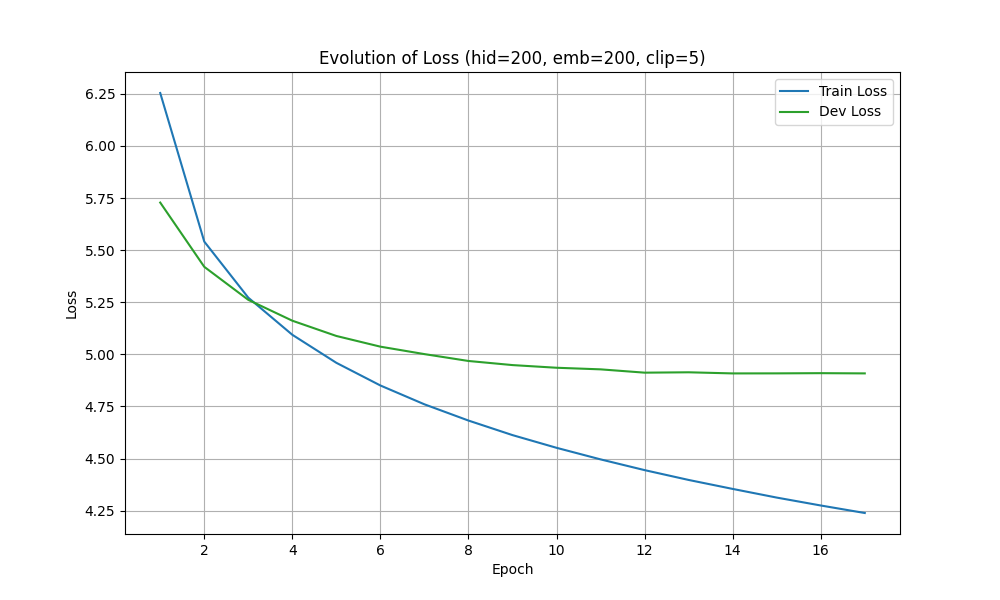 Evolution of Loss (hid=200, emb=200, clip=5)
Train Loss
Dev Loss
Loss
6.25
6.00
5.75
5.50
5.25
5.00
4.75
4.50
4.25
2 4 6 8 10 12 14 16
Epoch